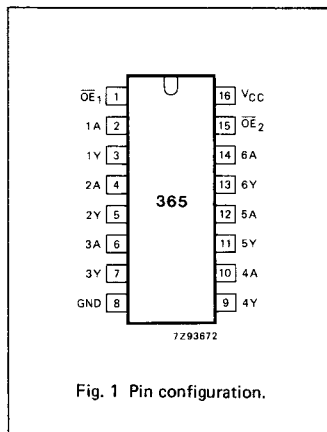 OE1 1 16 VCC
1A 2 15 OE2
1Y 3 14 6A
2A 4 13 6Y
2Y 5 12 5A
3A 6 11 5Y
3Y 7 10 4A
GND 8 9 4Y
365
7Z93672
Fig. 1 Pin configuration.